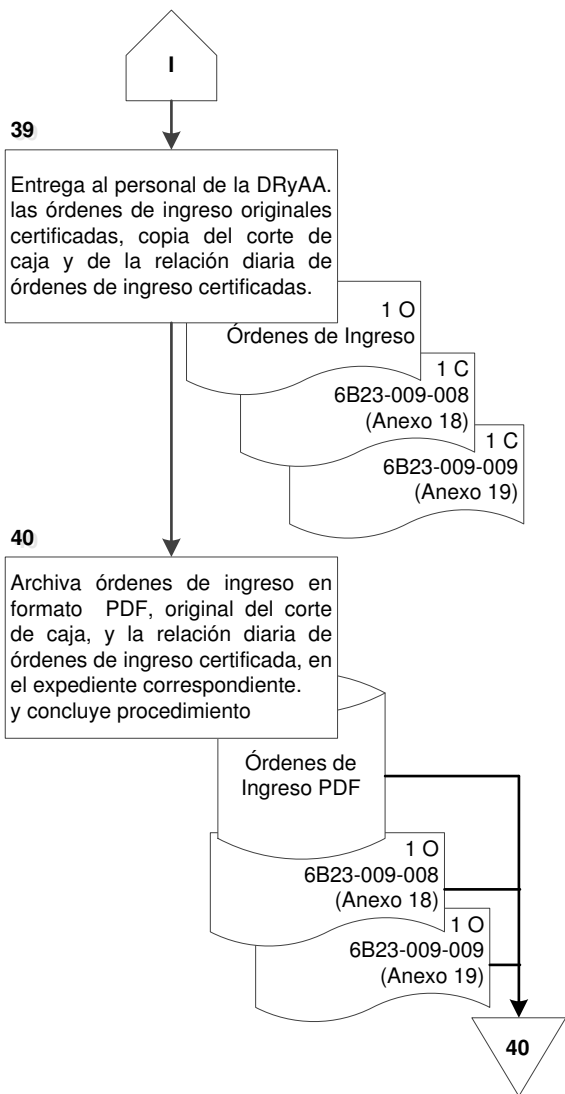 I
39
Entrega al personal de la DRyAA.
las órdenes de ingreso originales
certificadas, copia del corte de
caja y de la relación diaria de
órdenes de ingreso certificadas.
1 O
Órdenes de Ingreso
1 C
6B23-009-008
(Anexo 18)
1 C
6B23-009-009
(Anexo 19)
40
Archiva órdenes de ingreso en
formato PDF, original del corte
de caja, y la relación diaria de
órdenes de ingreso certificada, en
el expediente correspondiente.
y concluye procedimiento
Órdenes de
Ingreso PDF
1 O
6B23-009-008
(Anexo 18)
1 O
6B23-009-009
(Anexo 19)
40